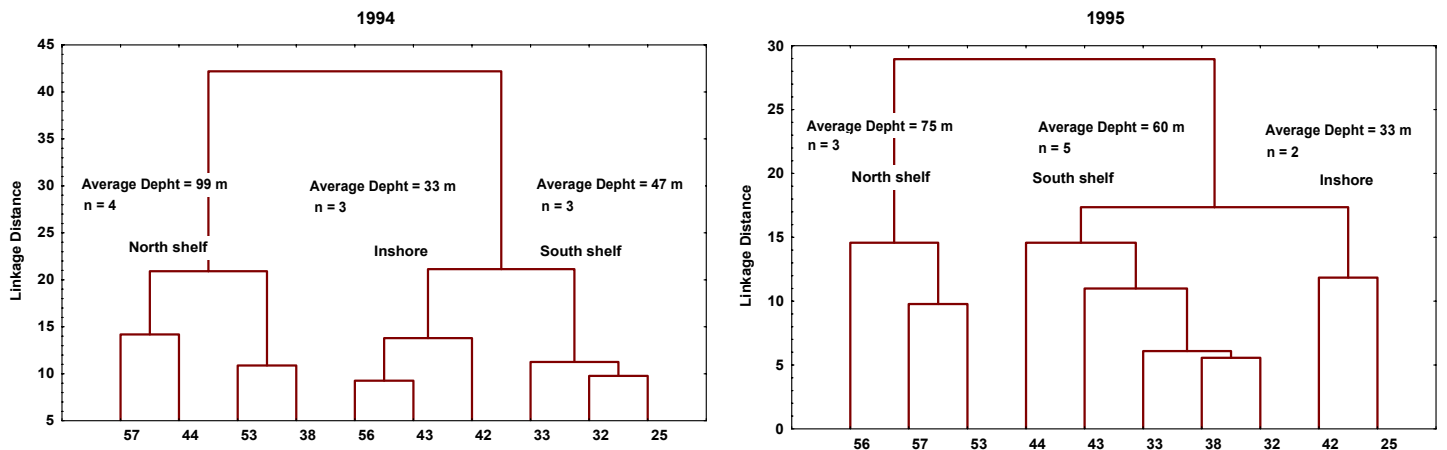 1994
Linkage Distance
45
40
35
30
25
20
15
10
5
Average Depht = 99 m
n = 4
North shelf
Average Depht = 33 m
n = 3
Inshore
Average Depht = 47 m
n = 3
South shelf
57 44 53 38 56 43 42 33 32 25
1995
Linkage Distance
30
25
20
15
10
5
0
Average Depht = 75 m
n = 3
North shelf
Average Depht = 60 m
n = 5
South shelf
Average Depht = 33 m
n = 2
Inshore
56 57 53 44 43 33 38 32 42 25